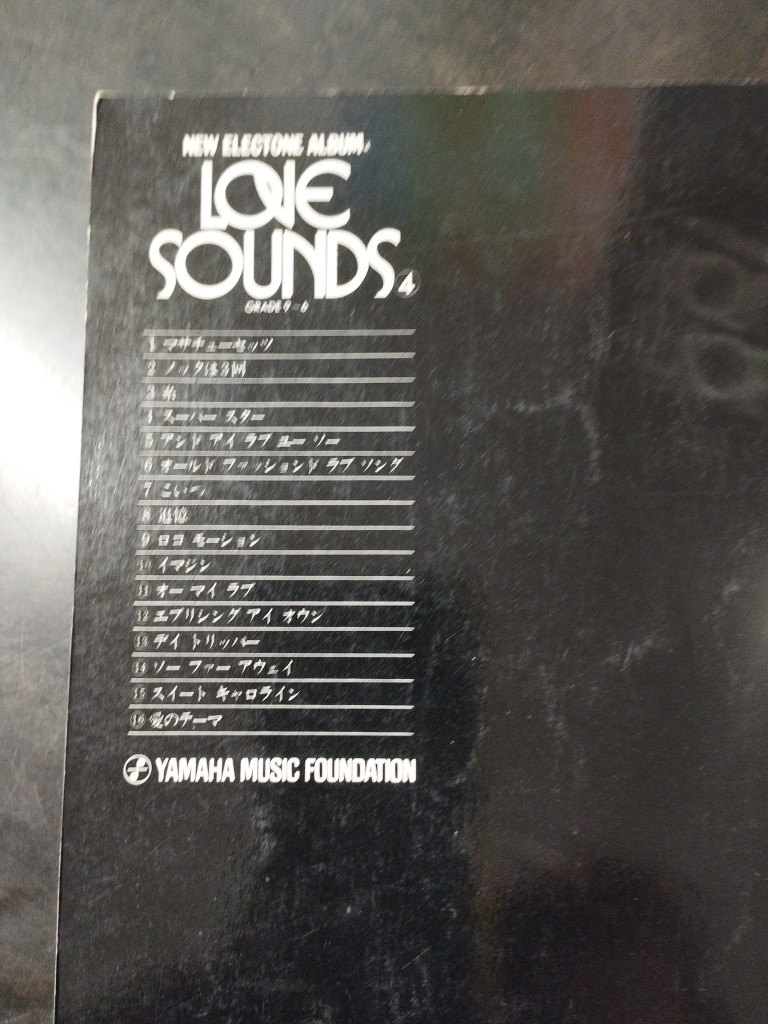 NEW ELECTONE ALBUM
LOVE
SOUNDS 4
GRADE 9-6
1 マサチューセッツ
2 ノックは3回
3 糸
4 スーパー スター
5 アンド アイ ラブ ユー ソー
6 オールド ファッションド ラブ ソング
7 こいつ
8 追憶
9 ロコ モーション
10 イマジン
11 オー マイ ラブ
12 エブリシング アイ オウン
13 デイ トリッパー
14 ソー ファー アウェイ
15 スイート キャロライン
16 愛のテーマ
YAMAHA MUSIC FOUNDATION